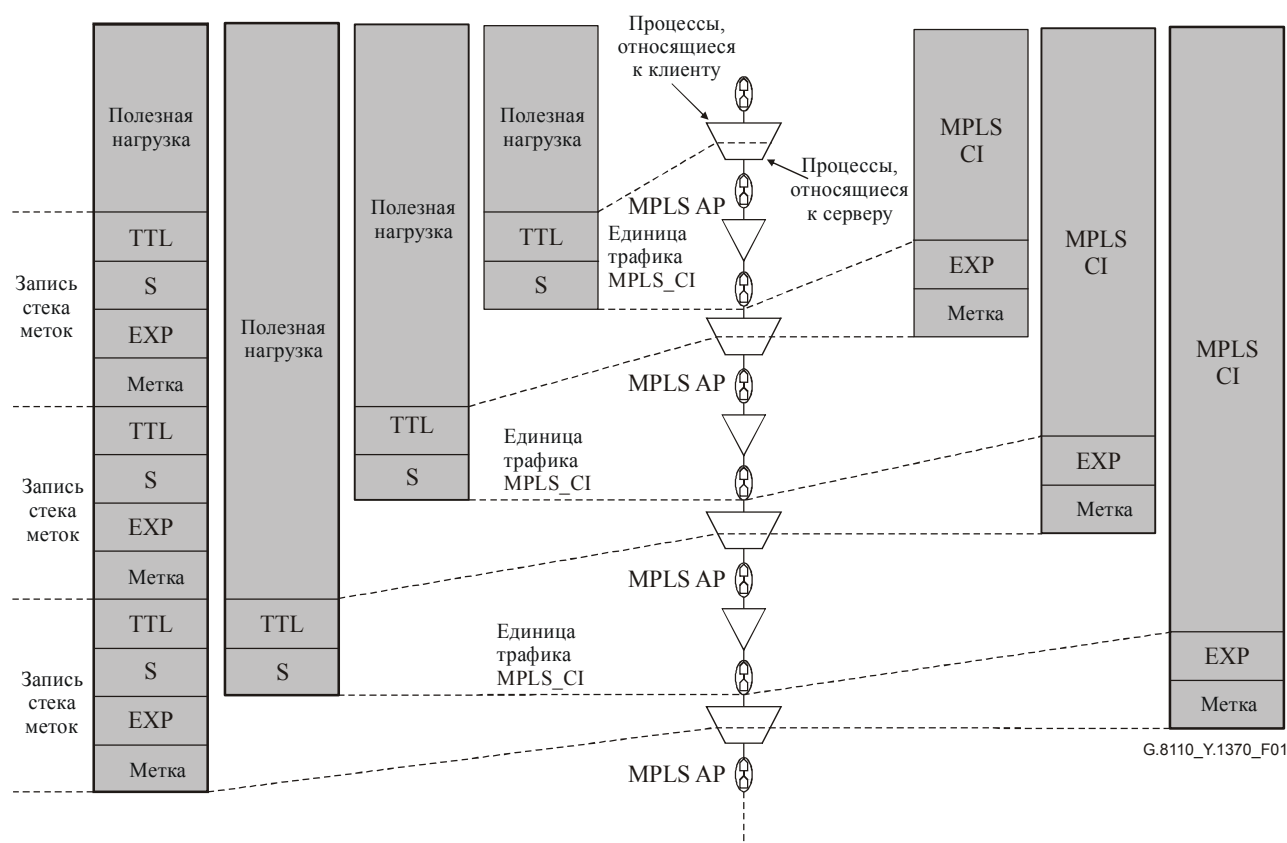 Процессы,
относящиеся
к клиенту
Полезная
нагрузка
Полезная
нагрузка
MPLS
CI
Процессы,
относящиеся
к серверу
MPLS AP
Полезная
нагрузка
TTL
TTL
Единица
трафика
MPLS_CI
MPLS
CI
EXP
Запись
стека
меток
S
S
Метка
EXP
Полезная
нагрузка
MPLS
CI
Метка
MPLS AP
TTL
TTL
Единица
трафика
MPLS_CI
EXP
Запись
стека
меток
S
S
Метка
EXP
Метка
MPLS AP
TTL
TTL
Единица
трафика
MPLS_CI
EXP
Запись
стека
меток
S
S
Метка
EXP
G.8110_Y.1370_F01
Метка
MPLS AP